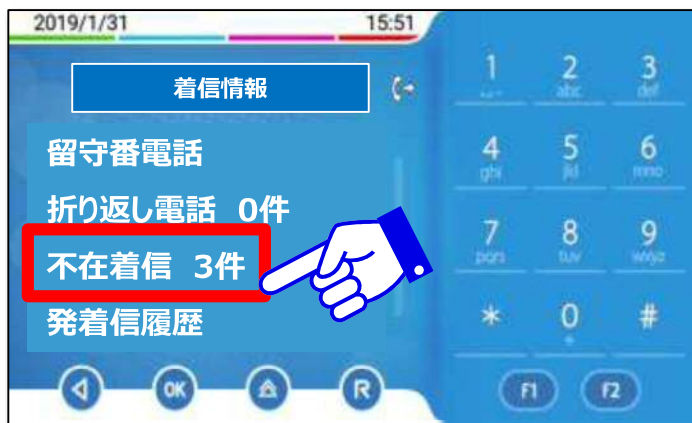 2019/1/31 15:51
着信情報
留守番電話
折り返し電話 0件
不在着信 3件
発着信履歴
OK
R
1
2 abc
3 def
4 ghi
5 jkl
6 mno
7 pqrs
8 tuv
9 wxyz
*
0
#
F1
F2